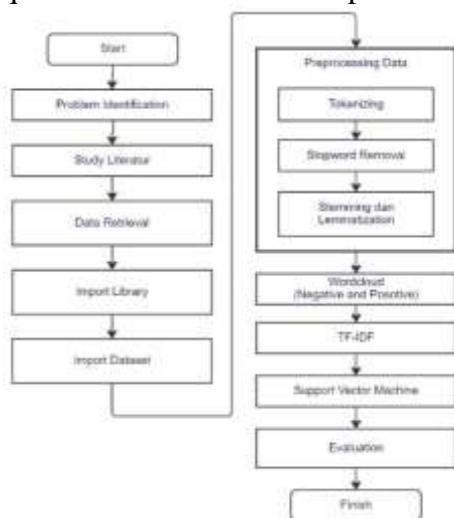 Start
Problem Identification
Study Literatur
Data Retrieval
Import Library
Import Dataset
Preprocessing Data
Tokenizing
Stopword Removal
Stemming dan
Lemmatization
Wordcloud
(Negative and Posotive)
TF-IDF
Support Vector Machine
Evaluation
Finish